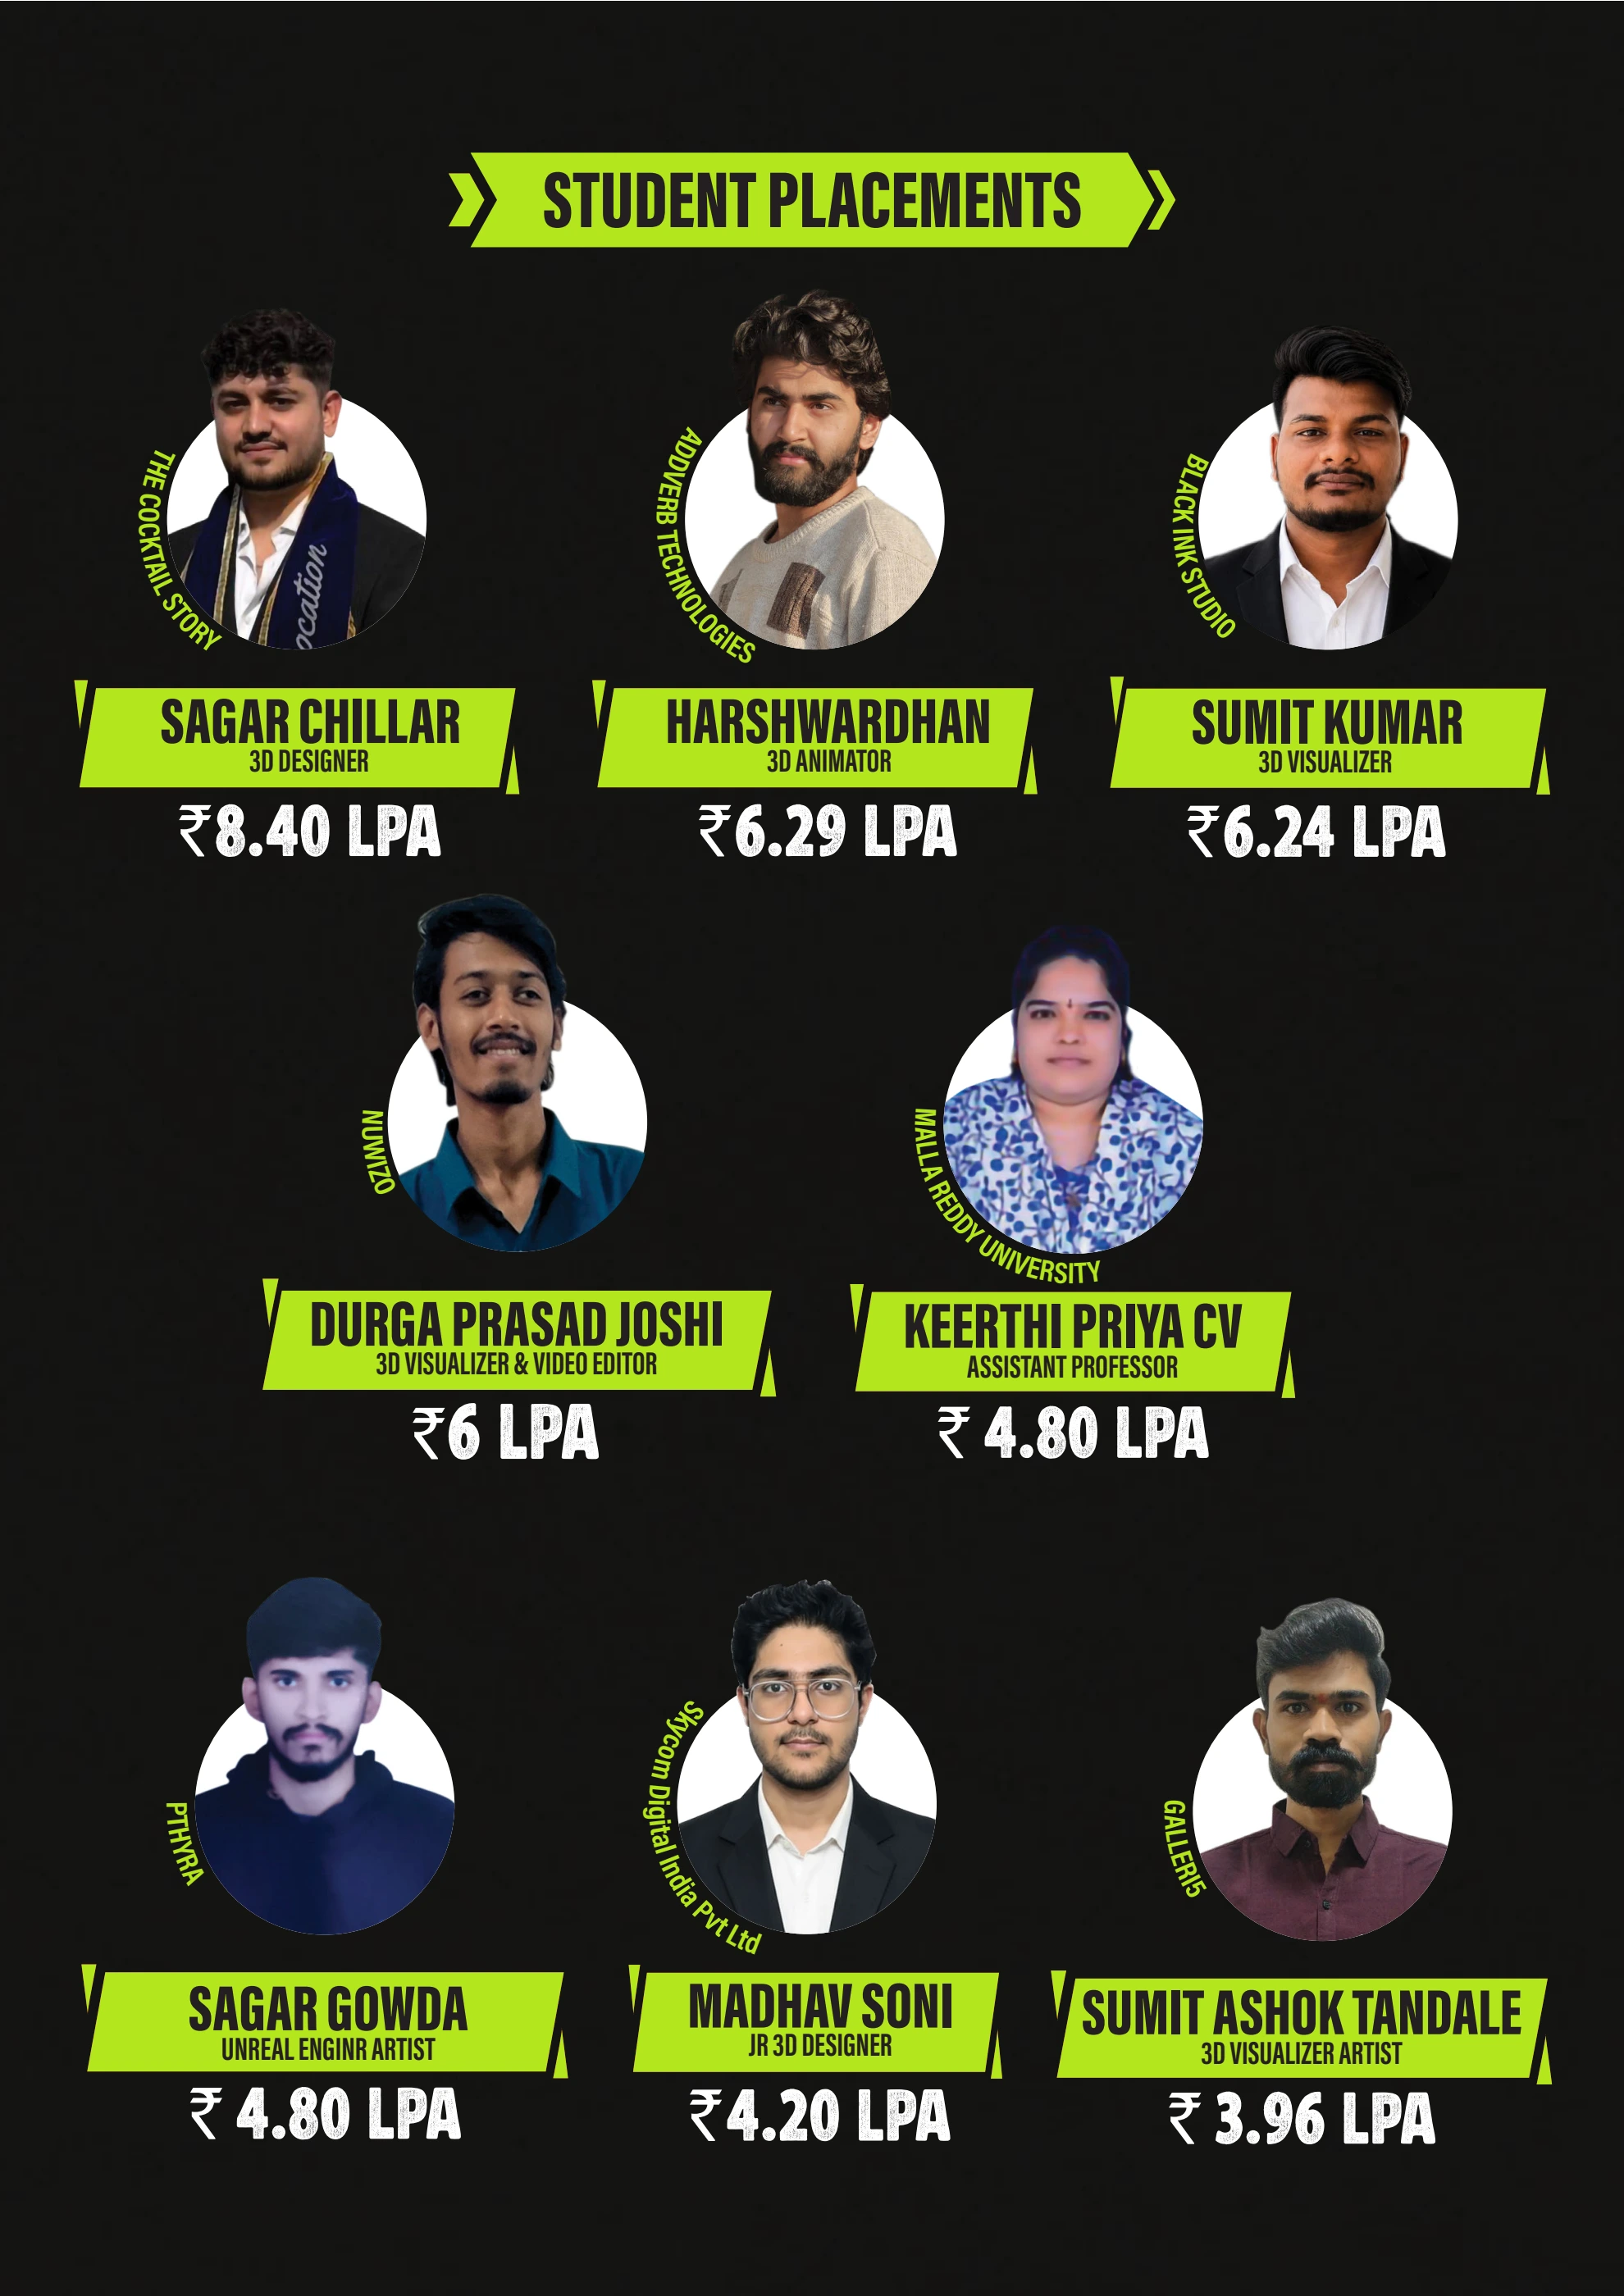 STUDENT PLACEMENTS
THE COCKTAIL STORY
ocation
SAGAR CHILLAR
3D DESIGNER
₹8.40 LPA
ADDVERB TECHNOLOGIES
HARSHWARDHAN
3D ANIMATOR
₹6.29 LPA
BLACK INK STUDIO
SUMIT KUMAR
3D VISUALIZER
₹6.24 LPA
NUWIZO
DURGA PRASAD JOSHI
3D VISUALIZER & VIDEO EDITOR
₹6 LPA
MALLA REDDY UNIVERSITY
KEERTHI PRIYA CV
ASSISTANT PROFESSOR
₹ 4.80 LPA
PTHYRA
SAGAR GOWDA
UNREAL ENGINR ARTIST
₹ 4.80 LPA
Skycom Digital India Pvt Ltd
MADHAV SONI
JR 3D DESIGNER
₹4.20 LPA
GALLERI5
SUMIT ASHOK TANDALE
3D VISUALIZER ARTIST
₹ 3.96 LPA